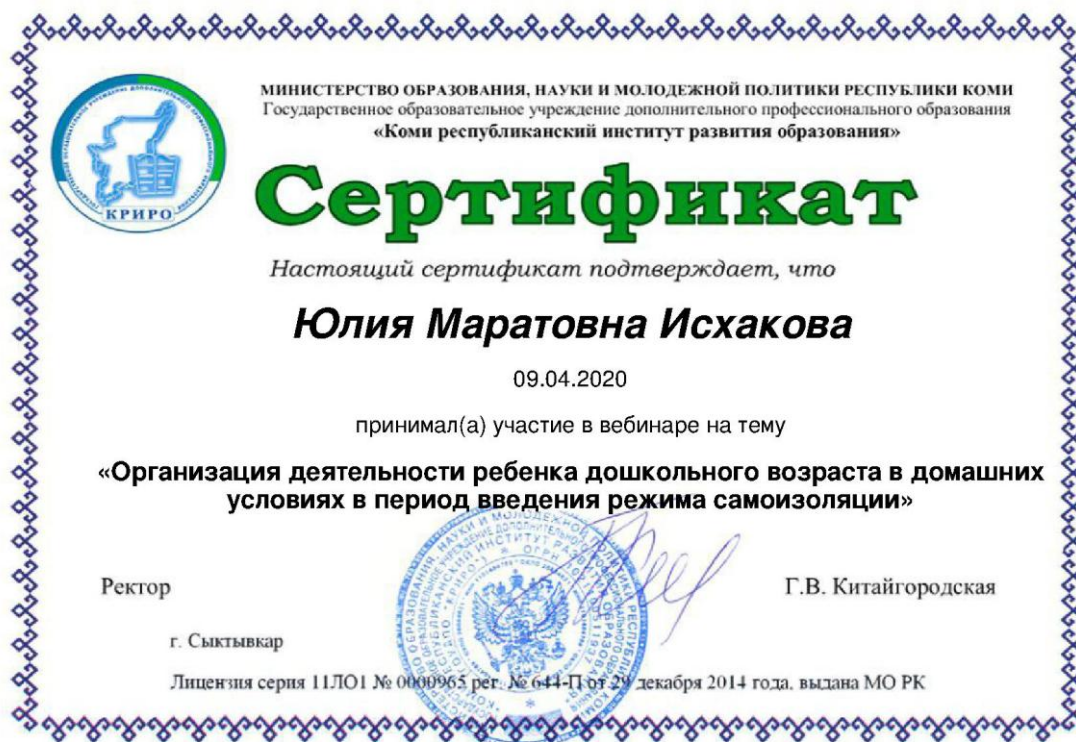 МИНИСТЕРСТВО ОБРАЗОВАНИЯ, НАУКИ И МОЛОДЕЖНОЙ ПОЛИТИКИ РЕСПУБЛИКИ КОМИ
Государственное образовательное учреждение дополнительного профессионального образования
«Коми республиканский институт развития образования»
КРИРО
Сертификат
Настоящий сертификат подтверждает, что
Юлия Маратовна Исхакова
09.04.2020
принимал(а) участие в вебинаре на тему
«Организация деятельности ребенка дошкольного возраста в домашних
условиях в период введения режима самоизоляции»
Ректор
Г.В. Китайгородская
г. Сыктывкар
Лицензия серия 11ЛО1 № 0000965 рег. № 644-П от 29 декабря 2014 года, выдана МО РК